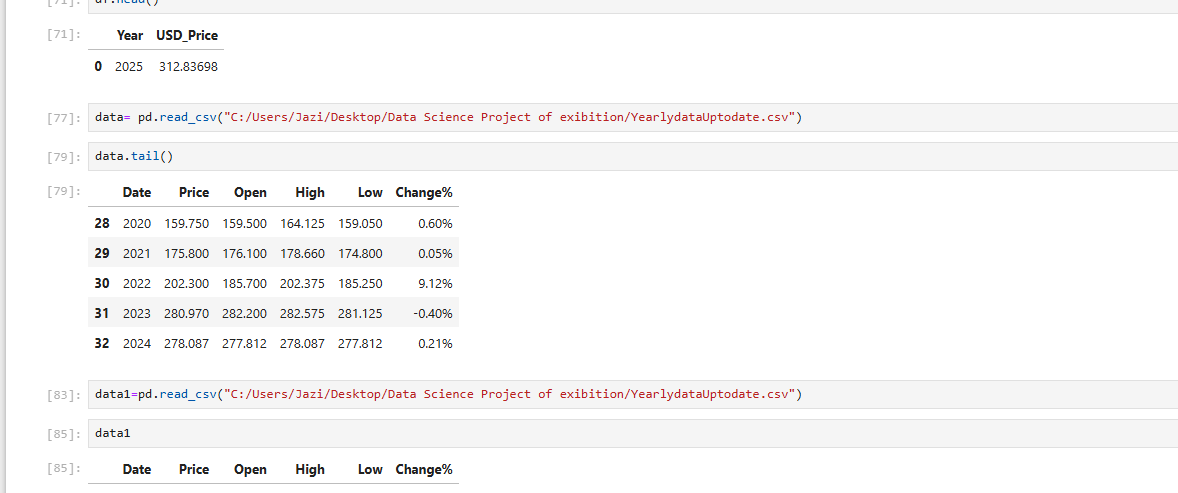 [71]: df.head()
[71]: Year USD_Price
0 2025 312.83698
[77]: data= pd.read_csv("C:/Users/Jazi/Desktop/Data Science Project of exibition/YearlydataUptodate.csv")
[79]: data.tail()
[79]: Date Price Open High Low Change%
28 2020 159.750 159.500 164.125 159.050 0.60%
29 2021 175.800 176.100 178.660 174.800 0.05%
30 2022 202.300 185.700 202.375 185.250 9.12%
31 2023 280.970 282.200 282.575 281.125 -0.40%
32 2024 278.087 277.812 278.087 277.812 0.21%
[83]: data1=pd.read_csv("C:/Users/Jazi/Desktop/Data Science Project of exibition/YearlydataUptodate.csv")
[85]: data1
[85]: Date Price Open High Low Change%